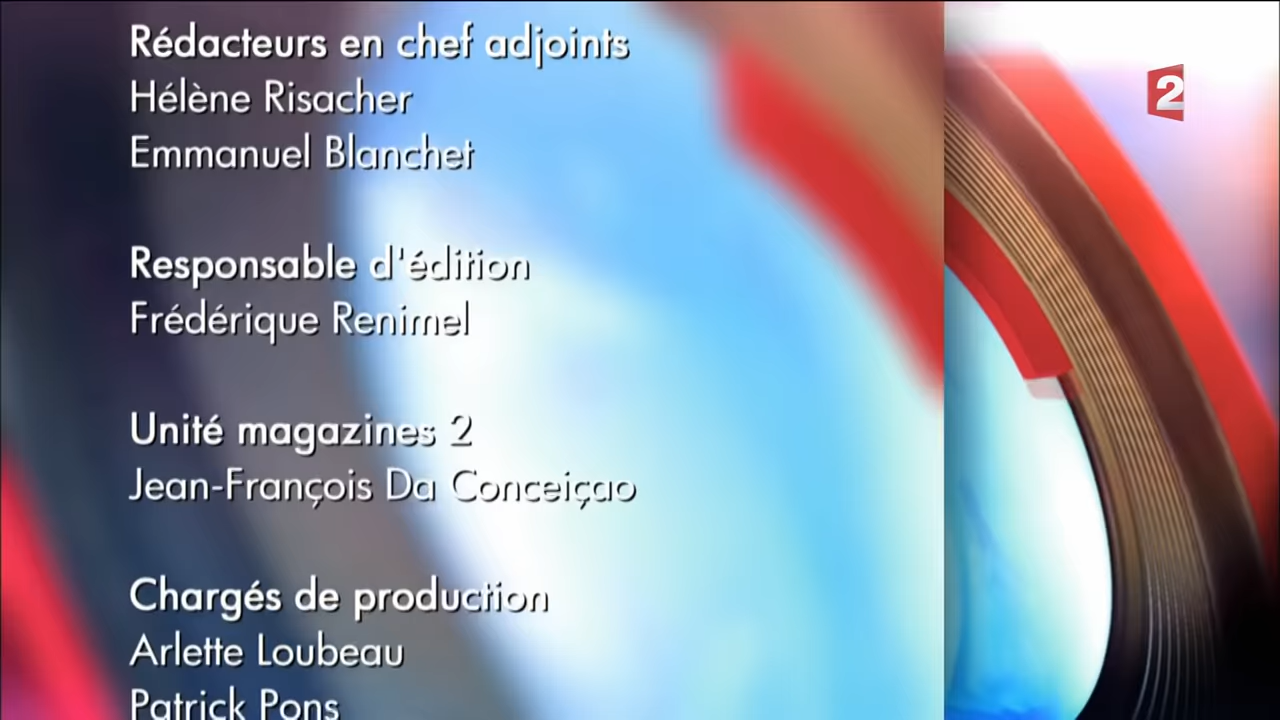 Rédacteurs en chef adjoints
Hélène Risacher
Emmanuel Blanchet
Responsable d'édition
Frédérique Renimel
Unité magazines 2
Jean-François Da Conceiçao
Chargés de production
Arlette Loubeau
Patrick Pons
2